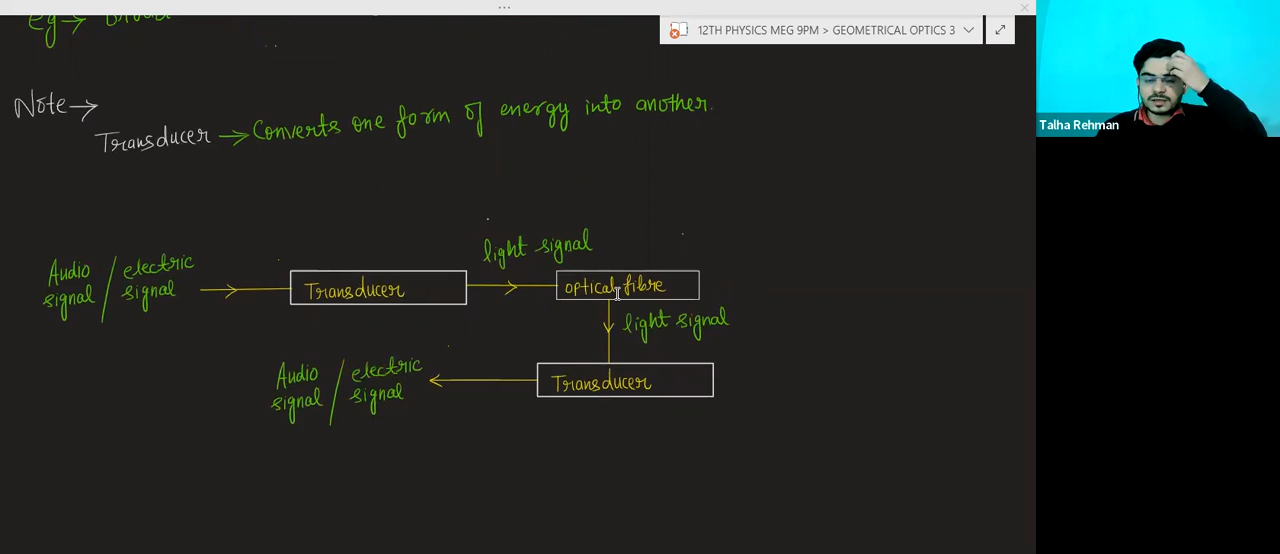 eg →
12TH PHYSICS MEG 9PM > GEOMETRICAL OPTICS 3
Talha Rehman
Note →
Transducer → Converts one form of energy into another.
light signal
Audio signal / electric signal
Transducer
optical fibre
light signal
Audio signal / electric signal
Transducer